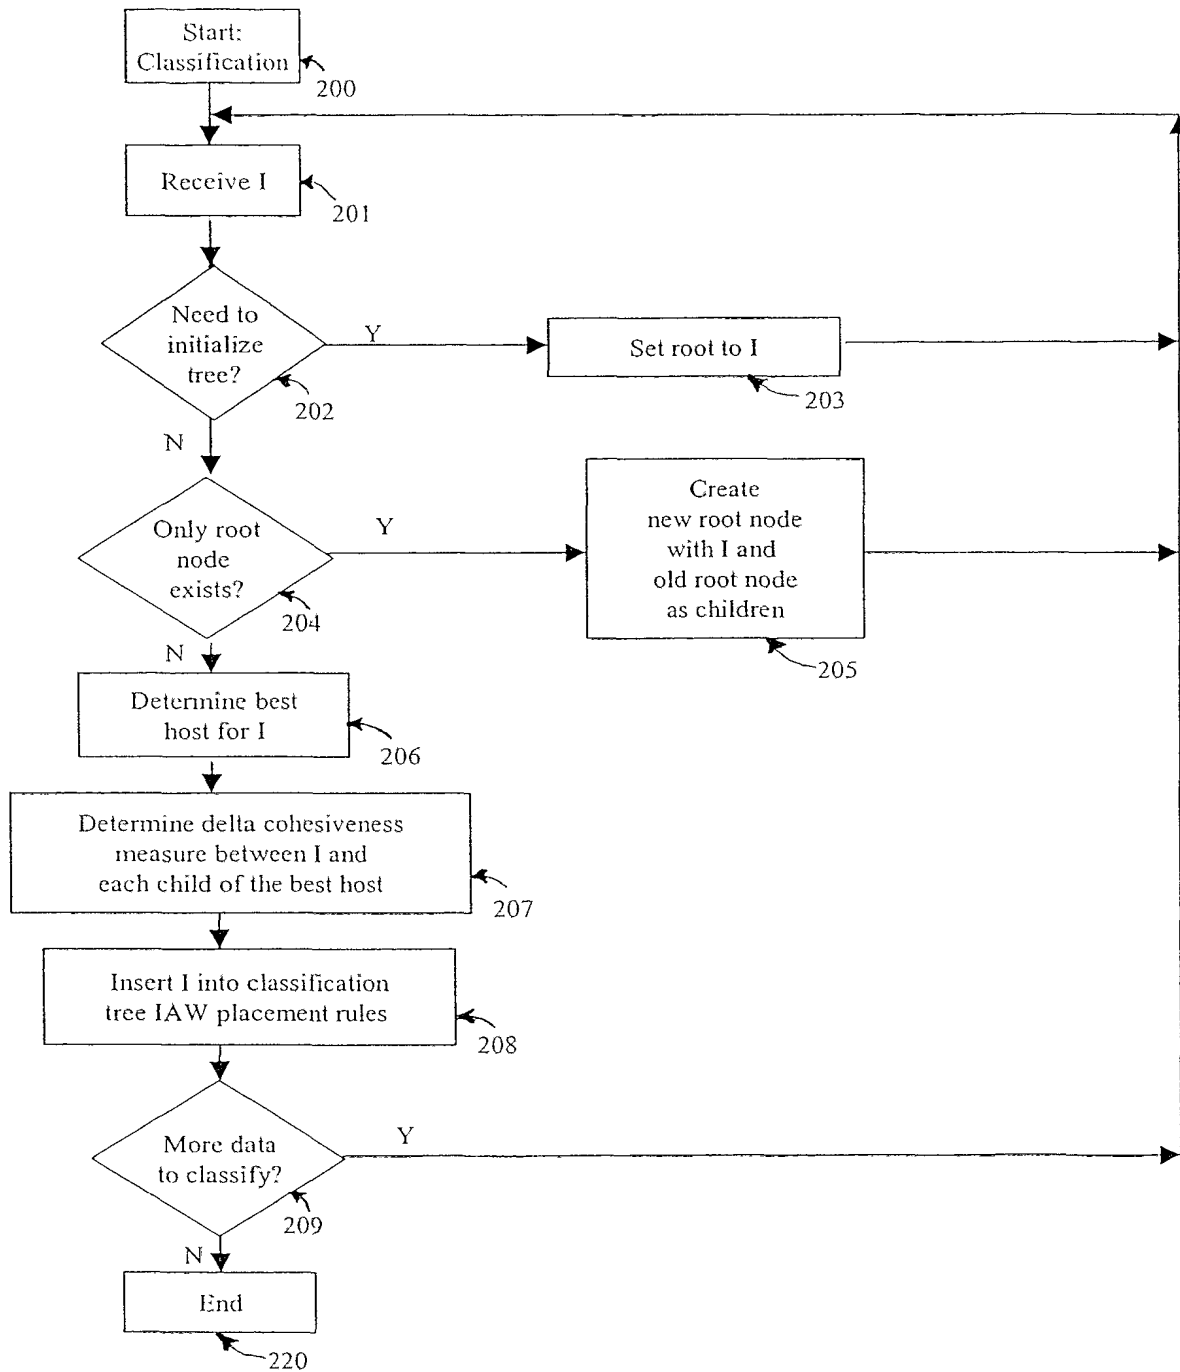 Start:
Classification
200
Receive I
201
Need to
initialize
tree?
202
Y
Set root to I
203
N
Only root
node
exists?
204
Y
Create
new root node
with I and
old root node
as children
205
N
Determine best
host for I
206
Determine delta cohesiveness
measure between I and
each child of the best host
207
Insert I into classification
tree IAW placement rules
208
More data
to classify?
209
Y
N
End
220